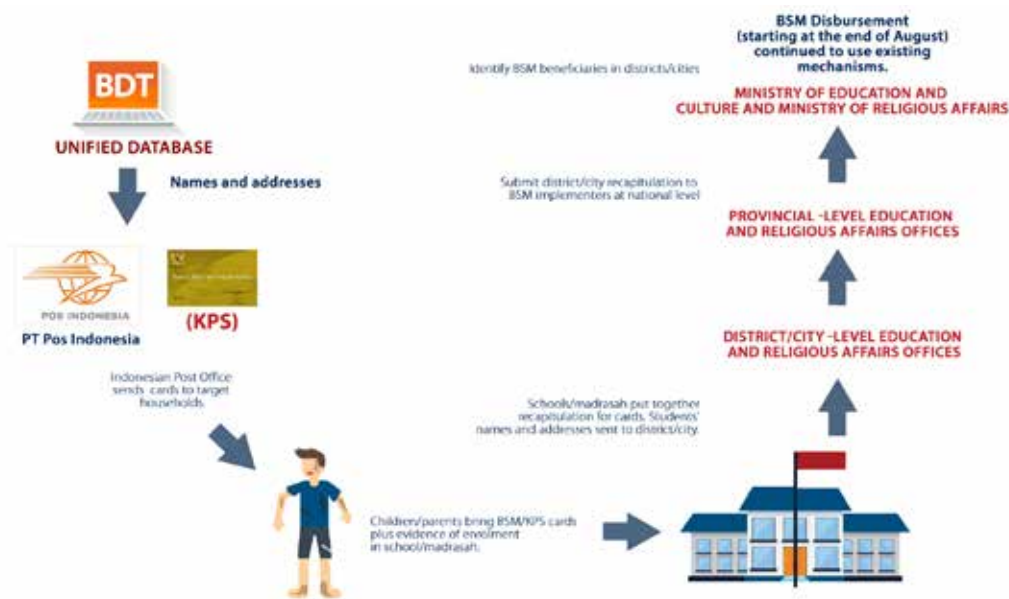 BDT
UNIFIED DATABASE
Names and addresses
POS INDONESIA
PT Pos Indonesia
(KPS)
Indonesian Post Office
sends cards to target
households.
Children/parents bring BSM/KPS cards
plus evidence of enrolment
in school/madrasah.
Schools/madrasah put together
recapitulation for cards. Students'
names and addresses sent to district/city.
DISTRICT/CITY -LEVEL EDUCATION
AND RELIGIOUS AFFAIRS OFFICES
Submit district/city recapitulation to
BSM implementers at national level
PROVINCIAL -LEVEL EDUCATION
AND RELIGIOUS AFFAIRS OFFICES
Identify BSM beneficiaries in districts/cities
MINISTRY OF EDUCATION AND
CULTURE AND MINISTRY OF RELIGIOUS AFFAIRS
BSM Disbursement
(starting at the end of August)
continued to use existing
mechanisms.